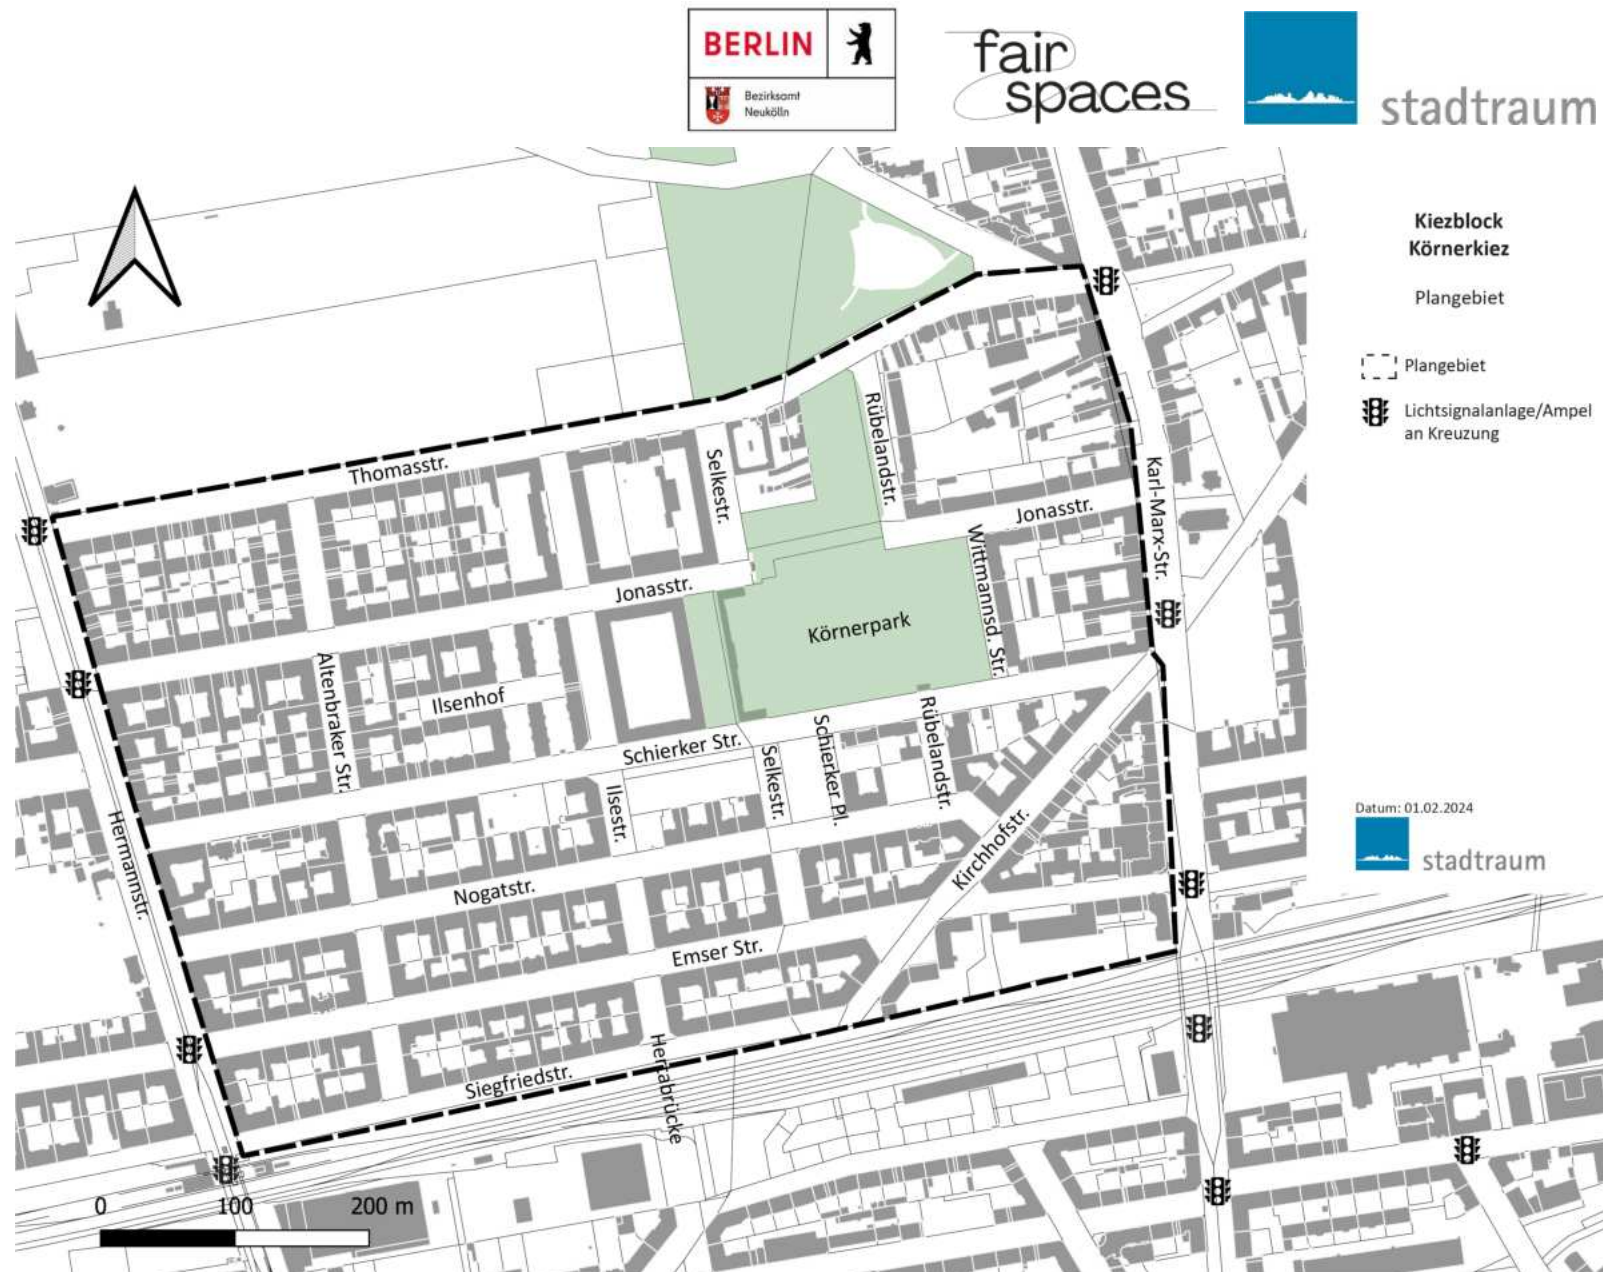 BERLIN
Bezirksamt
Neukölln
fair
spaces
stadtraum
Kiezblock
Körnerkiez
Plangebiet
Plangebiet
Lichtsignalanlage/Ampel
an Kreuzung
Thomasstr.
Selkestr.
Rübelandstr.
Jonasstr.
Karl-Marx-Str.
Wittmannsd. Str.
Jonasstr.
Körnerpark
Altenbraker Str.
Ilsenhof
Schierker Str.
Selkestr.
Schierker Pl.
Rübelandstr.
Ilsestr.
Hermannstr.
Kirchhofstr.
Nogatstr.
Emser Str.
Siegfriedstr.
Hertabrücke
Datum: 01.02.2024
stadtraum
0 100 200 m